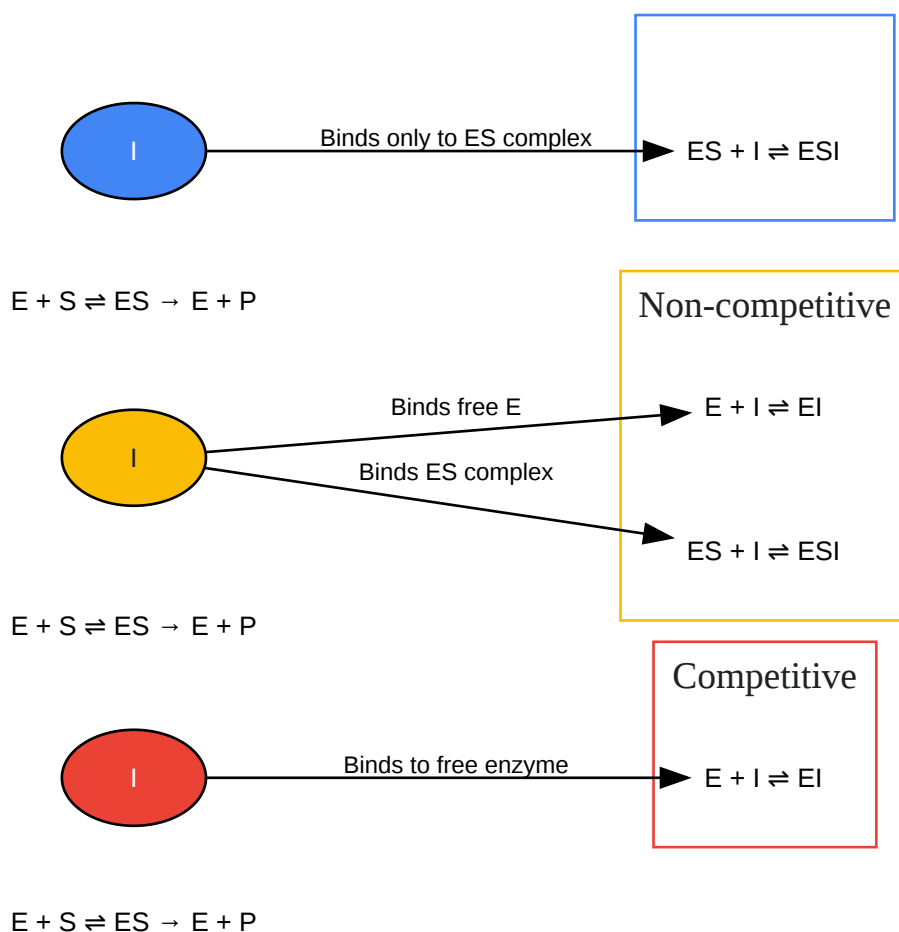 I
Binds only to ES complex
ES + I ⇌ ESI
E + S ⇌ ES → E + P
Non-competitive
I
Binds free E
E + I ⇌ EI
Binds ES complex
ES + I ⇌ ESI
E + S ⇌ ES → E + P
Competitive
I
Binds to free enzyme
E + I ⇌ EI
E + S ⇌ ES → E + P